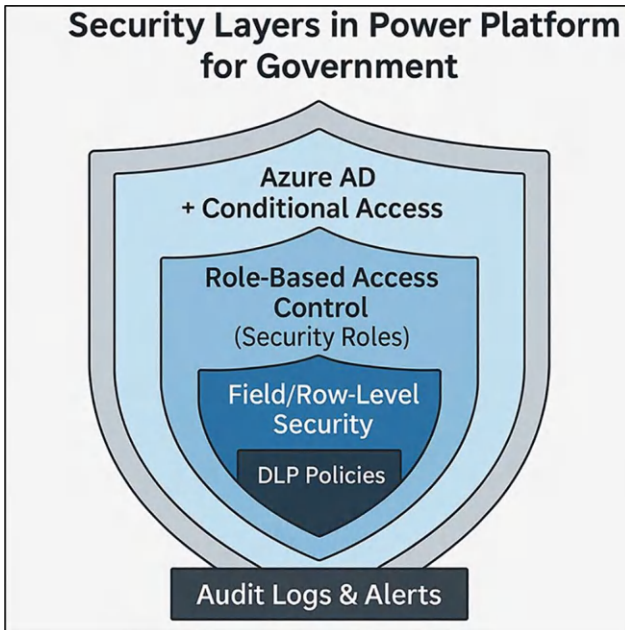 Security Layers in Power Platform
for Government
Azure AD
+ Conditional Access
Role-Based Access
Control
(Security Roles)
Field/Row-Level
Security
DLP Policies
Audit Logs & Alerts